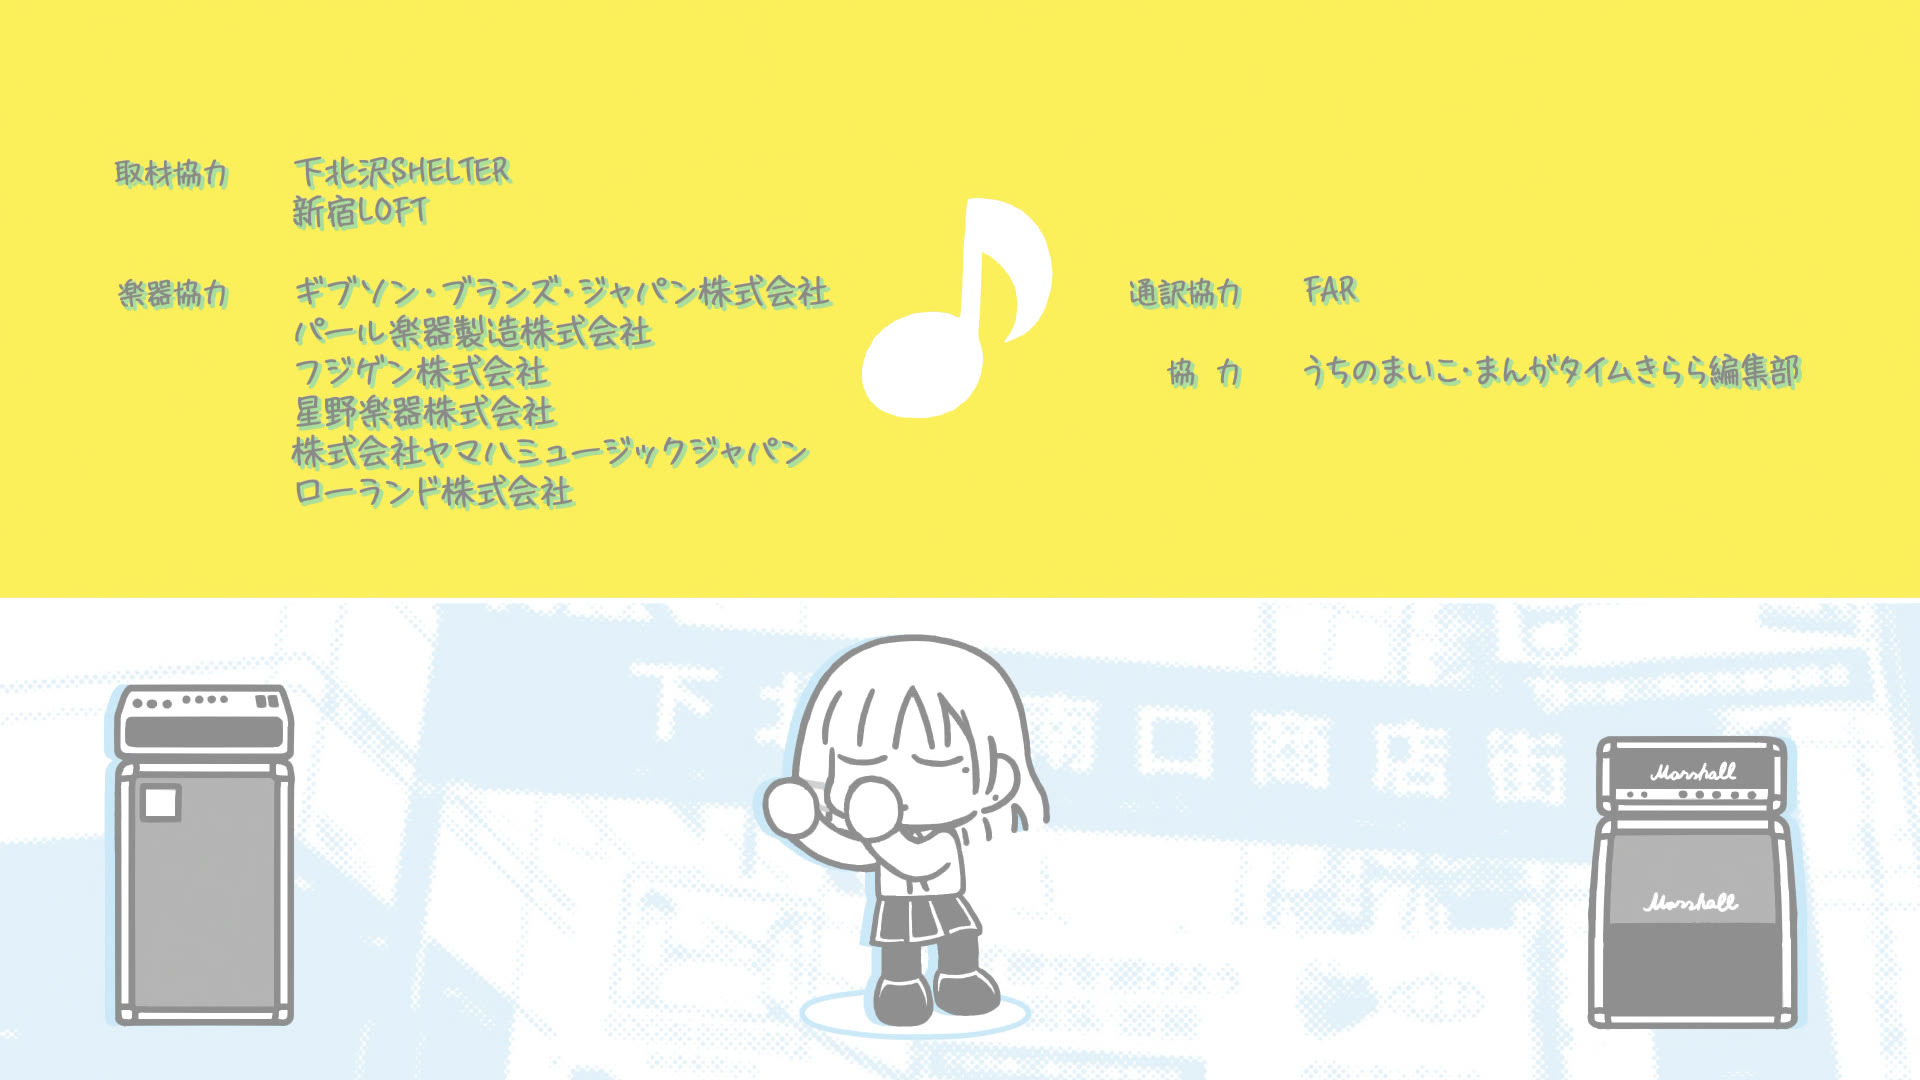 取材協力 下北沢SHELTER
新宿LOFT
楽器協力 ギブソン・ブランズ・ジャパン株式会社
パール楽器製造株式会社
フジゲン株式会社
星野楽器株式会社
株式会社ヤマハミュージックジャパン
ローランド株式会社
通訳協力 FAR
協 力 うちのまいこ・まんがタイムきらら編集部
下北 口商店街
Marshall
Marshall